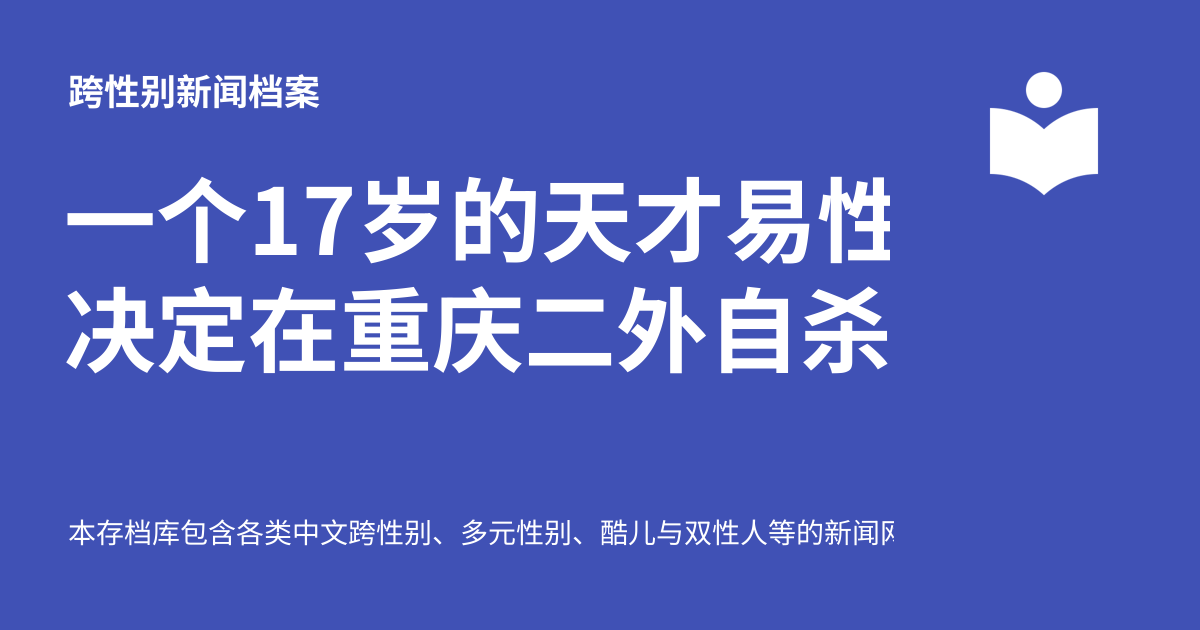 跨性别新闻档案
一个17岁的天才易性
决定在重庆二外自杀
本存档库包含各类中文跨性别、多元性别、酷儿与双性人等的新闻